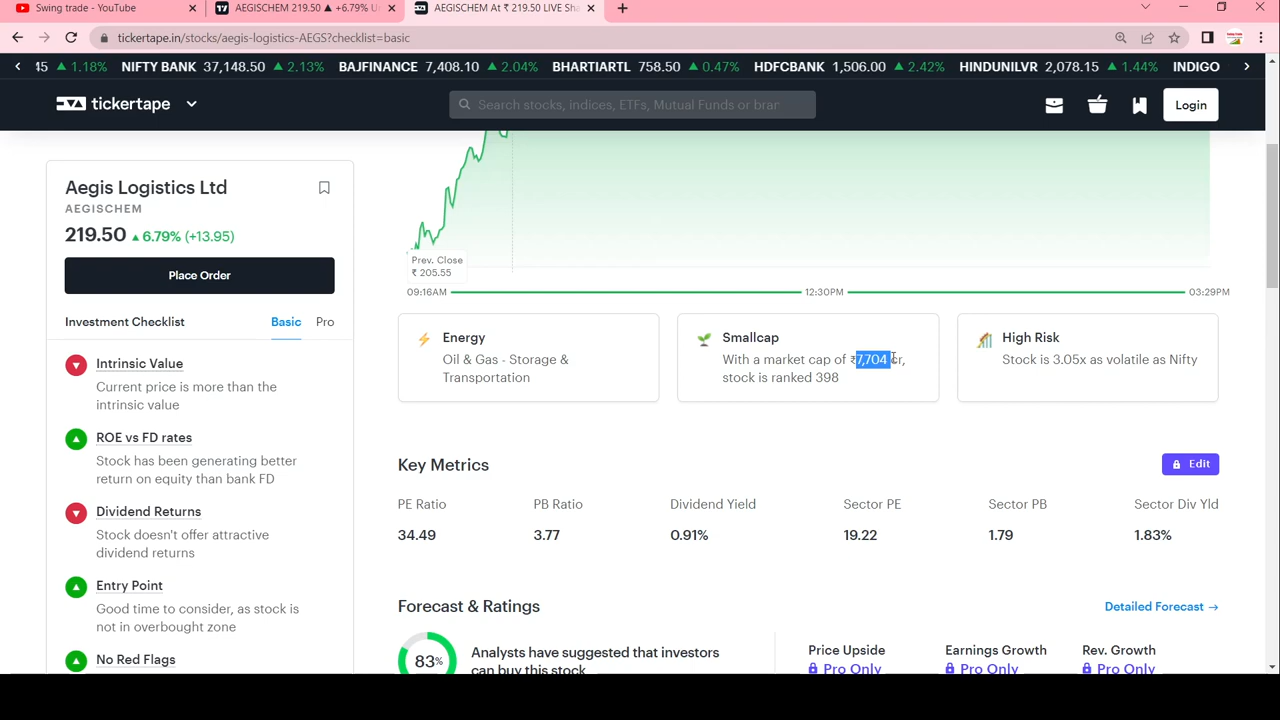 Swing trade - YouTube
AEGISCHEM 219.50 ▲ +6.79% U
AEGISCHEM At ₹ 219.50 LIVE Sha
tickertape.in/stocks/aegis-logistics-AEGS?checklist=basic
45 ▲ 1.18% NIFTY BANK 37,148.50 ▲ 2.13% BAJFINANCE 7,408.10 ▲ 2.04% BHARTIARTL 758.50 ▲ 0.47% HDFCBANK 1,506.00 ▲ 2.42% HINDUNILVR 2,078.15 ▲ 1.44% INDIGO
tickertape
Search stocks, indices, ETFs, Mutual Funds or bran
Login
Aegis Logistics Ltd
AEGISCHEM
219.50 ▲ 6.79% (+13.95)
Place Order
Investment Checklist Basic Pro
Intrinsic Value
Current price is more than the
intrinsic value
ROE vs FD rates
Stock has been generating better
return on equity than bank FD
Dividend Returns
Stock doesn't offer attractive
dividend returns
Entry Point
Good time to consider, as stock is
not in overbought zone
No Red Flags
Prev. Close
₹ 205.55
09:16AM 12:30PM 03:29PM
Energy
Oil & Gas - Storage &
Transportation
Smallcap
With a market cap of ₹7,704 cr,
stock is ranked 398
High Risk
Stock is 3.05x as volatile as Nifty
Key Metrics
Edit
PE Ratio PB Ratio Dividend Yield Sector PE Sector PB Sector Div Yld
34.49 3.77 0.91% 19.22 1.79 1.83%
Forecast & Ratings
Detailed Forecast →
83%
Analysts have suggested that investors
can buy this stock
Price Upside Earnings Growth Rev. Growth
Pro Only Pro Only Pro Only